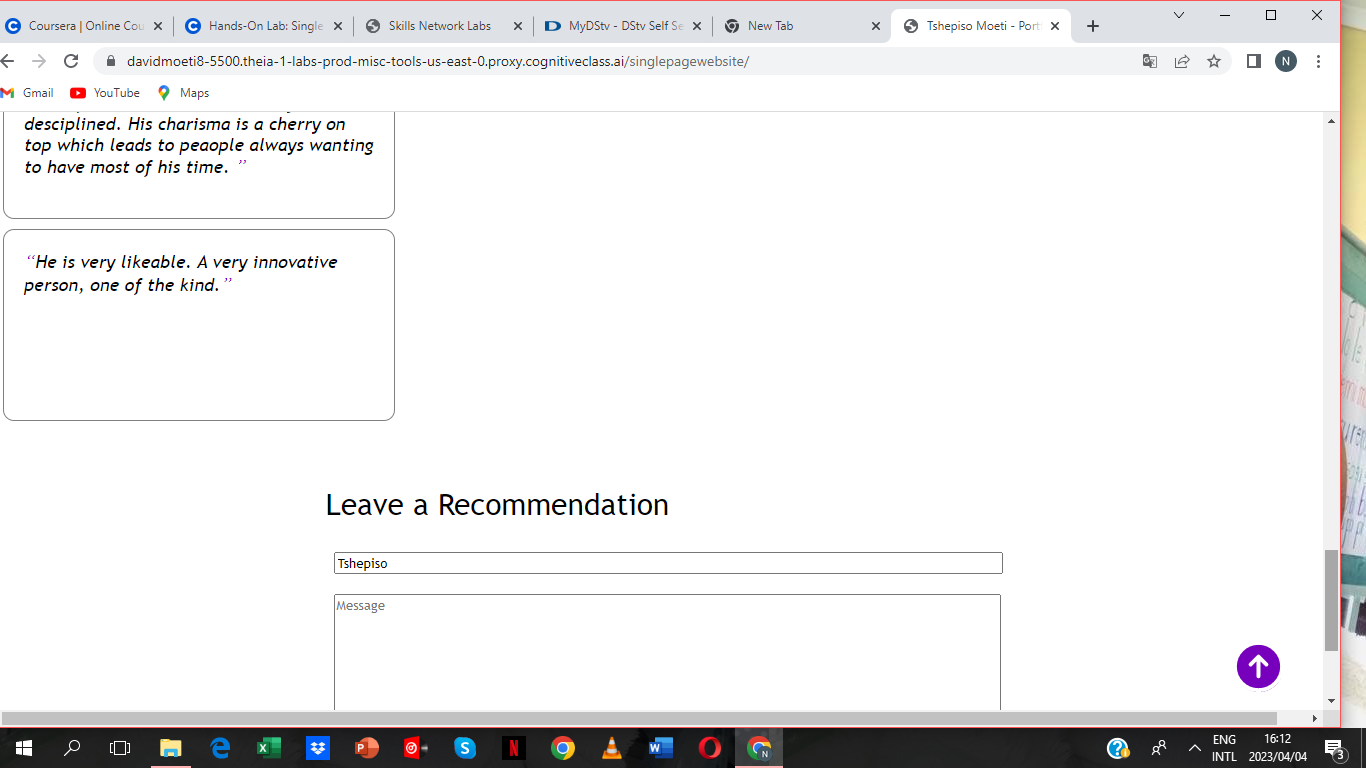 Coursera | Online Cou
Hands-On Lab: Single
Skills Network Labs
MyDStv - DStv Self Se
New Tab
Tshepiso Moeti - Port
davidmoeti8-5500.theia-1-labs-prod-misc-tools-us-east-0.proxy.cognitiveclass.ai/singlepagewebsite/
N
Gmail
YouTube
Maps
desciplined. His charisma is a cherry on
top which leads to peaople always wanting
to have most of his time. ”
“He is very likeable. A very innovative
person, one of the kind.”
Leave a Recommendation
Tshepiso
Message
ENG
INTL
16:12
2023/04/04
3